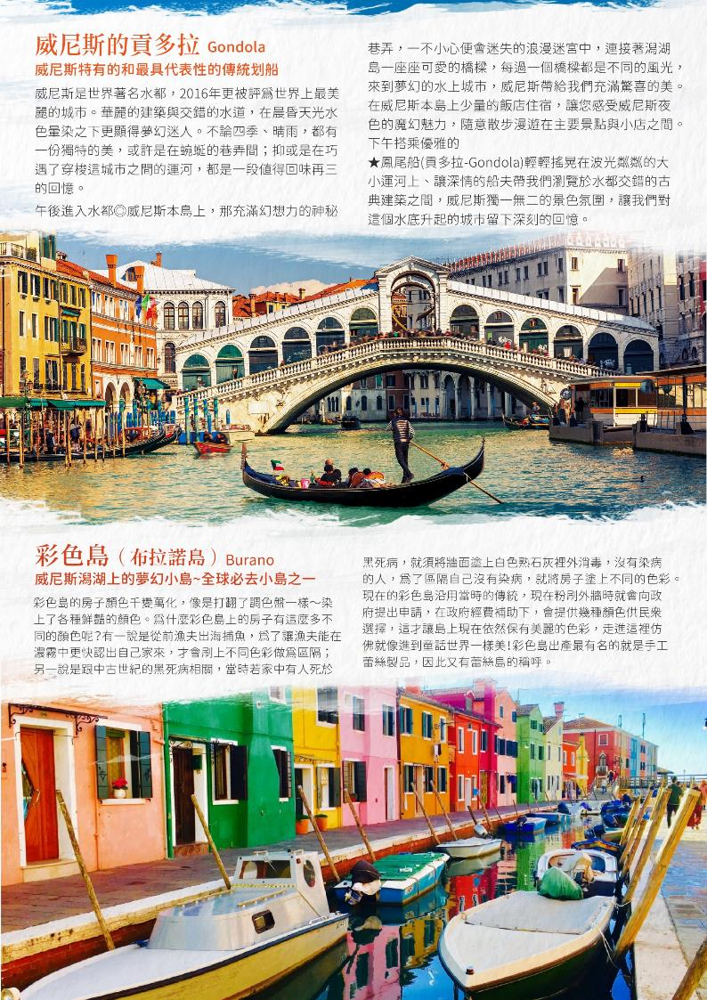 威尼斯的貢多拉 Gondola
威尼斯特有的和最具代表性的傳統划船
威尼斯是世界著名水都，2016年更被評爲世界上最美
麗的城市。華麗的建築與交錯的水道，在晨昏天光水
色暈染之下更顯得夢幻迷人。不論四季、晴雨，都有
一份獨特的美，或許是在蜿蜒的巷弄間；抑或是在巧
遇了穿梭這城市之間的運河，都是一段值得回味再三
的回憶。
午後進入水都◎威尼斯本島上，那充滿幻想力的神秘
巷弄，一不小心便會迷失的浪漫迷宮中，連接著潟湖
島一座座可愛的橋樑，每過一個橋樑都是不同的風光，
來到夢幻的水上城市，威尼斯帶給我們充滿驚喜的美。
在威尼斯本島上少量的飯店住宿，讓您感受威尼斯夜
色的魔幻魅力，隨意散步漫遊在主要景點與小店之間。
下午搭乘優雅的
★鳳尾船(貢多拉-Gondola)輕輕搖晃在波光粼粼的大
小運河上、讓深情的船夫帶我們瀏覽於水都交錯的古
典建築之間，威尼斯獨一無二的景色氛圍，讓我們對
這個水底升起的城市留下深刻的回憶。
彩色島（布拉諾島）Burano
威尼斯潟湖上的夢幻小島~全球必去小島之一
彩色島的房子顏色千變萬化，像是打翻了調色盤一樣～染
上了各種鮮豔的顏色。爲什麼彩色島上的房子有這麼多不
同的顏色呢?有一說是從前漁夫出海捕魚，爲了讓漁夫能在
濃霧中更快認出自己家來，才會刷上不同色彩做爲區隔；
另一說是跟中古世紀的黑死病相關，當時若家中有人死於
黑死病，就須將牆面塗上白色熟石灰裡外消毒，沒有染病
的人，爲了區隔自己沒有染病，就將房子塗上不同的色彩。
現在的彩色島沿用當時的傳統，現在粉刷外牆時就會向政
府提出申請，在政府經費補助下，會提供幾種顏色供民衆
選擇，這才讓島上現在依然保有美麗的色彩，走進這裡仿
佛就像進到童話世界一樣美!彩色島出產最有名的就是手工
蕾絲製品，因此又有蕾絲島的稱呼。